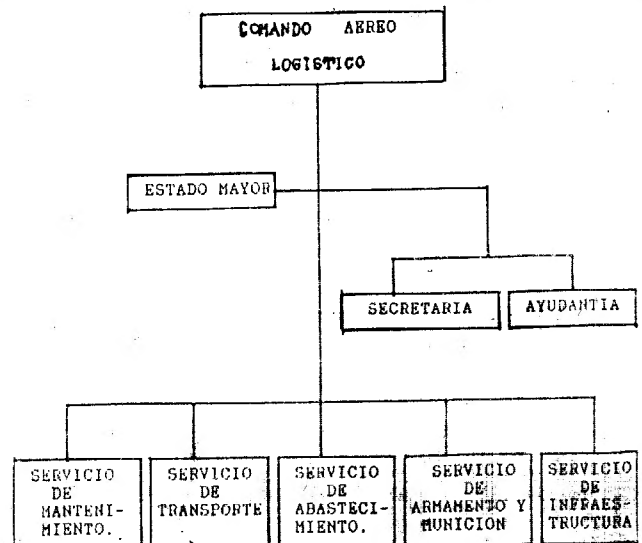 COMANDO AEREO
LOGISTICO
ESTADO MAYOR
SECRETARIA
AYUDANTIA
SERVICIO
DE
MANTENI-
MIENTO.
SERVICIO
DE
TRANSPORTE
SERVICIO
DE
ABASTECI-
MIENTO.
SERVICIO
DE
ARMAMENTO Y
MUNICION
SERVICIO
DE
INFRAES-
TRUCTURA